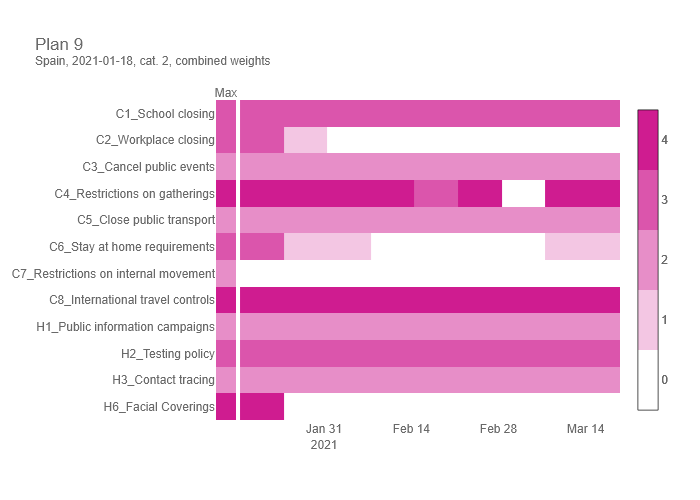 Plan 9
Spain, 2021-01-18, cat. 2, combined weights
Max
C1_School closing
C2_Workplace closing
C3_Cancel public events
C4_Restrictions on gatherings
C5_Close public transport
C6_Stay at home requirements
C7_Restrictions on internal movement
C8_International travel controls
H1_Public information campaigns
H2_Testing policy
H3_Contact tracing
H6_Facial Coverings
Jan 31 Feb 14 Feb 28 Mar 14
2021
4
3
2
1
0